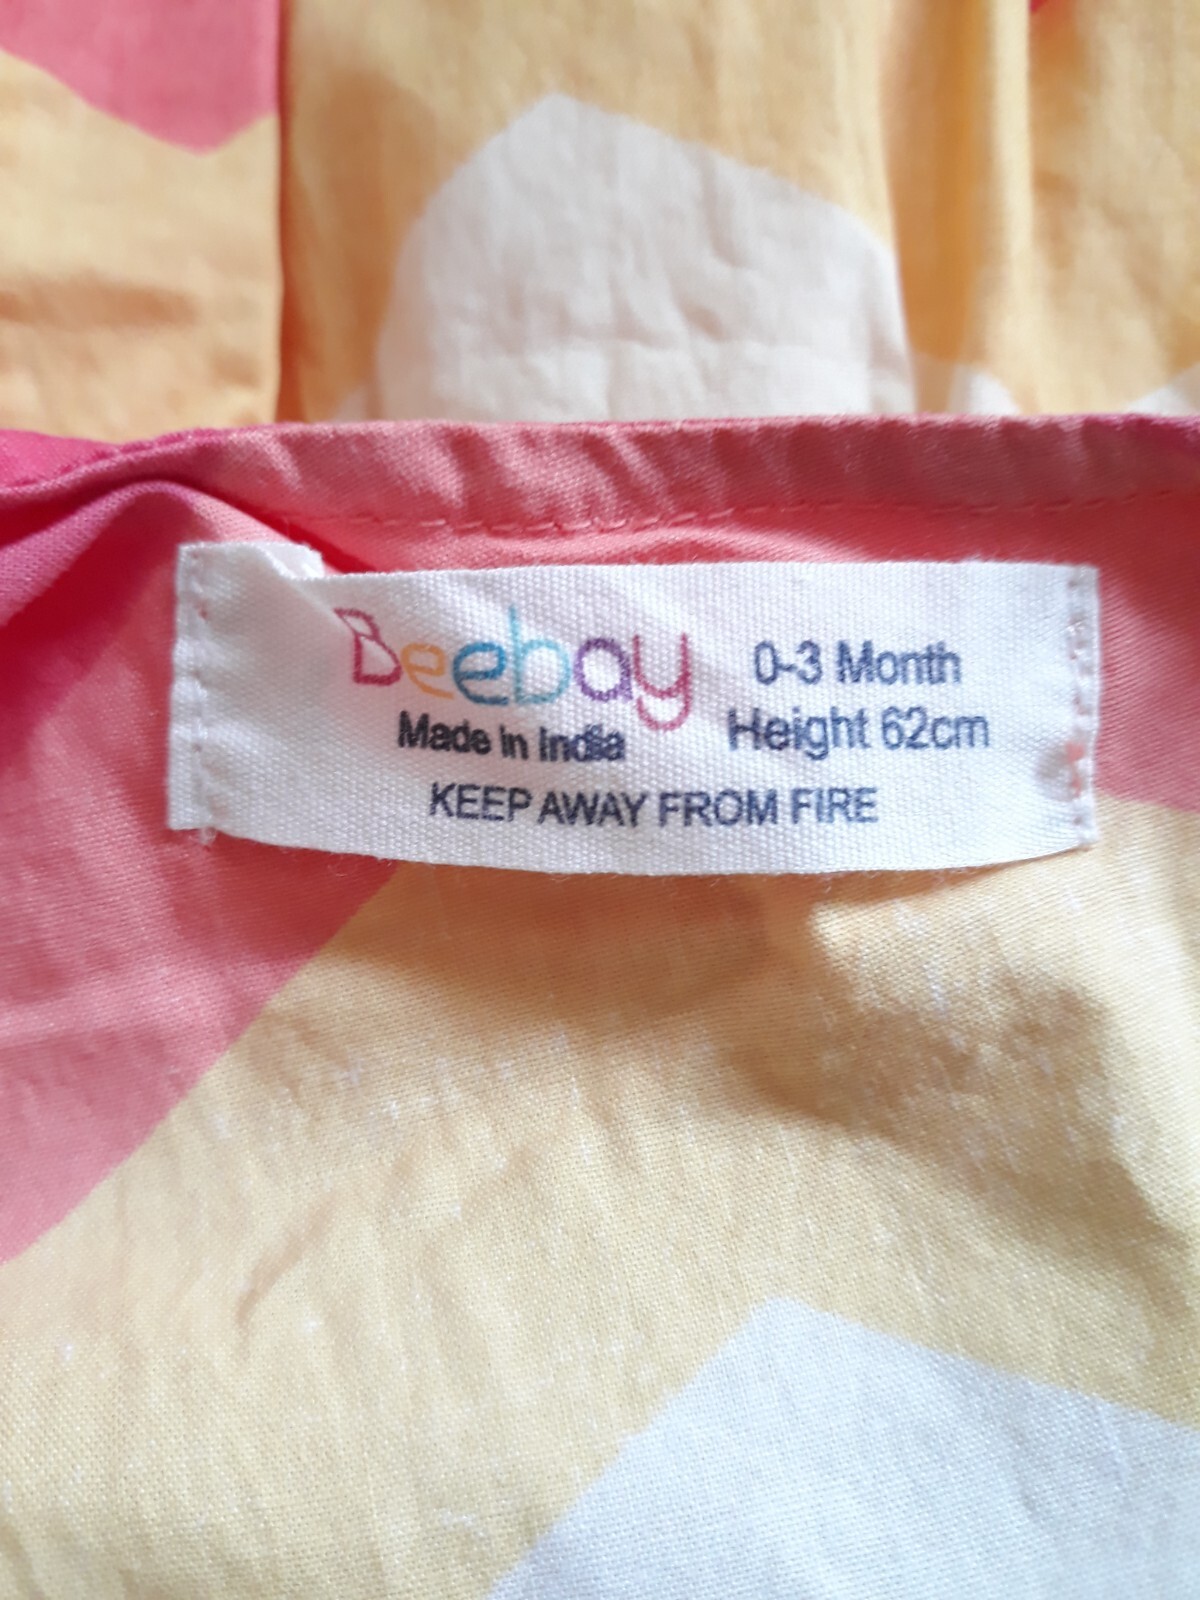 Beebay
0-3 Month
Made in India
Height 62cm
KEEP AWAY FROM FIRE